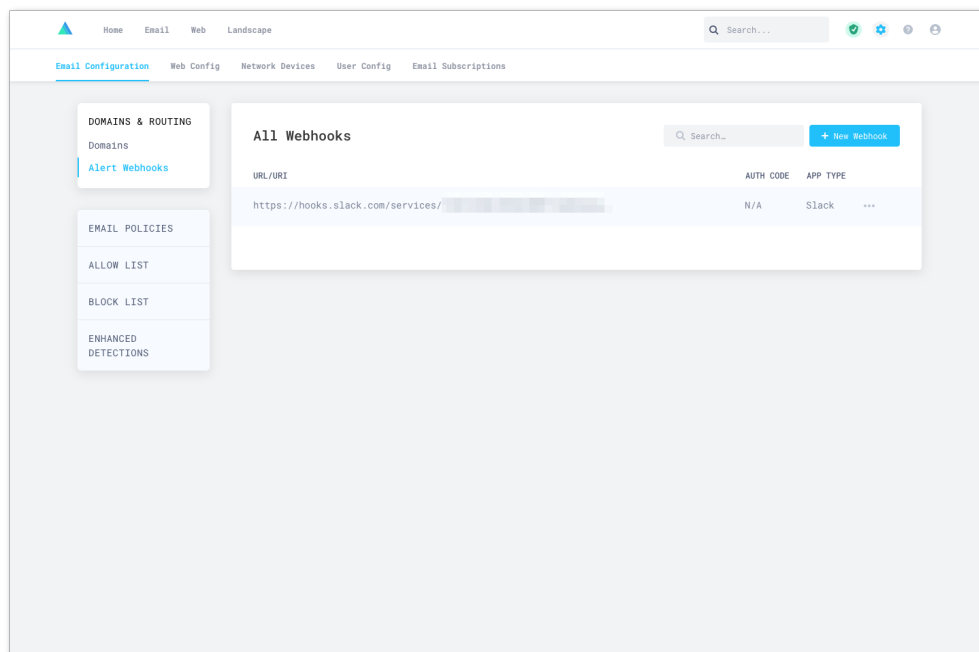 Home Email Web Landscape Search...
Email Configuration Web Config Network Devices User Config Email Subscriptions
DOMAINS & ROUTING
Domains
Alert Webhooks
EMAIL POLICIES
ALLOW LIST
BLOCK LIST
ENHANCED
DETECTIONS
All Webhooks Search… + New Webhook
URL/URI AUTH CODE APP TYPE
https://hooks.slack.com/services/ N/A Slack